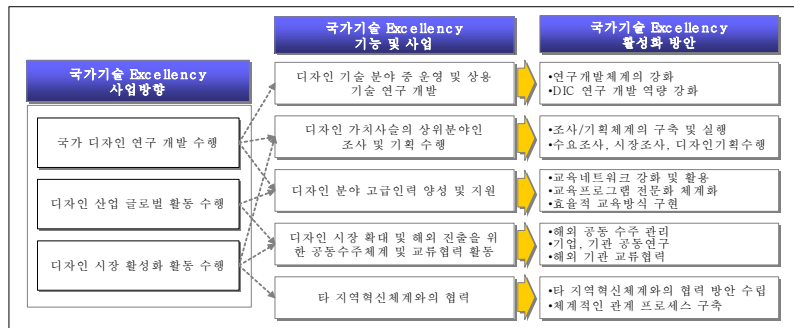 국가기술 Excellency
사업방향
국가 디자인 연구 개발 수행
디자인 산업 글로벌 활동 수행
디자인 시장 활성화 활동 수행
국가기술 Excellency
기능 및 사업
디자인 기술 분야 중 운영 및 상용
기술 연구 개발
디자인 가치사슬의 상위분야인
조사 및 기획 수행
디자인 분야 고급인력 양성 및 지원
디자인 시장 확대 및 해외 진출을 위
한 공동수주체계 및 교류협력 활동
타 지역혁신체계와의 협력
국가기술 Excellency
활성화 방안
•연구개발체계의 강화
•DIC 연구 개발 역량 강화
•조사/기획체계의 구축 및 실행
•수요조사, 시장조사, 디자인기획수행
•교육네트워크 강화 및 활용
•교육프로그램 전문화 체계화
•효율적 교육방식 구현
•해외 공동 수주 관리
•기업, 기관 공동연구
•해외 기관 교류협력
•타 지역혁신체계와의 협력 방안 수립
•체계적인 관계 프로세스 구축